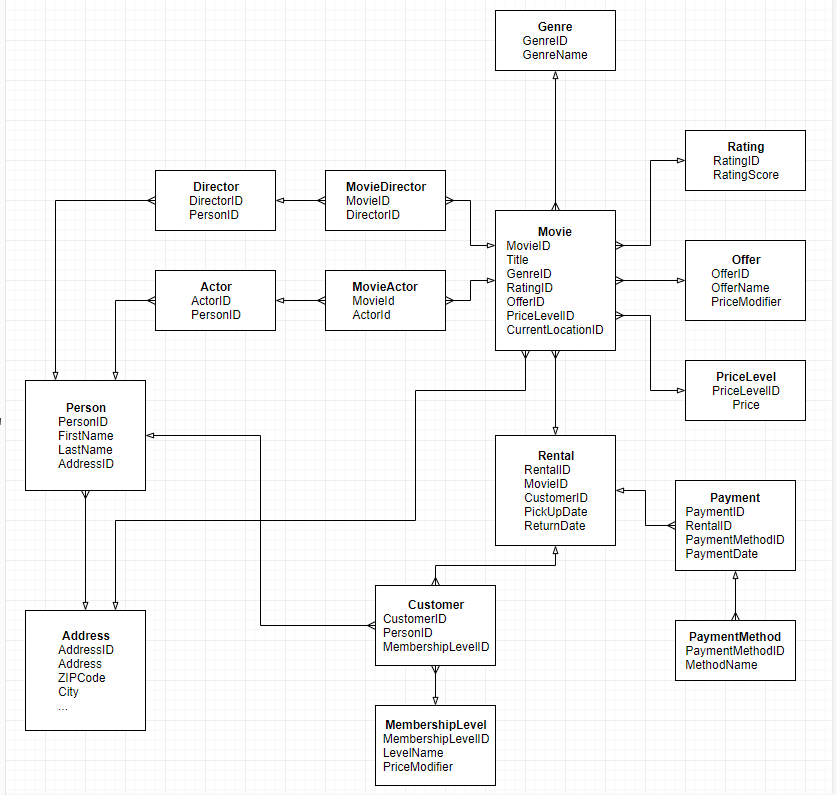 Genre
GenreID
GenreName
Rating
RatingID
RatingScore
Director
DirectorID
PersonID
MovieDirector
MovieID
DirectorID
Movie
MovieID
Title
GenreID
RatingID
OfferID
PriceLevelID
CurrentLocationID
Offer
OfferID
OfferName
PriceModifier
Actor
ActorID
PersonID
MovieActor
MovieId
ActorId
PriceLevel
PriceLevelID
Price
Person
PersonID
FirstName
LastName
AddressID
Rental
RentalID
MovieID
CustomerID
PickUpDate
ReturnDate
Payment
PaymentID
RentalID
PaymentMethodID
PaymentDate
Customer
CustomerID
PersonID
MembershipLevelID
Address
AddressID
Address
ZIPCode
City
...
PaymentMethod
PaymentMethodID
MethodName
MembershipLevel
MembershipLevelID
LevelName
PriceModifier